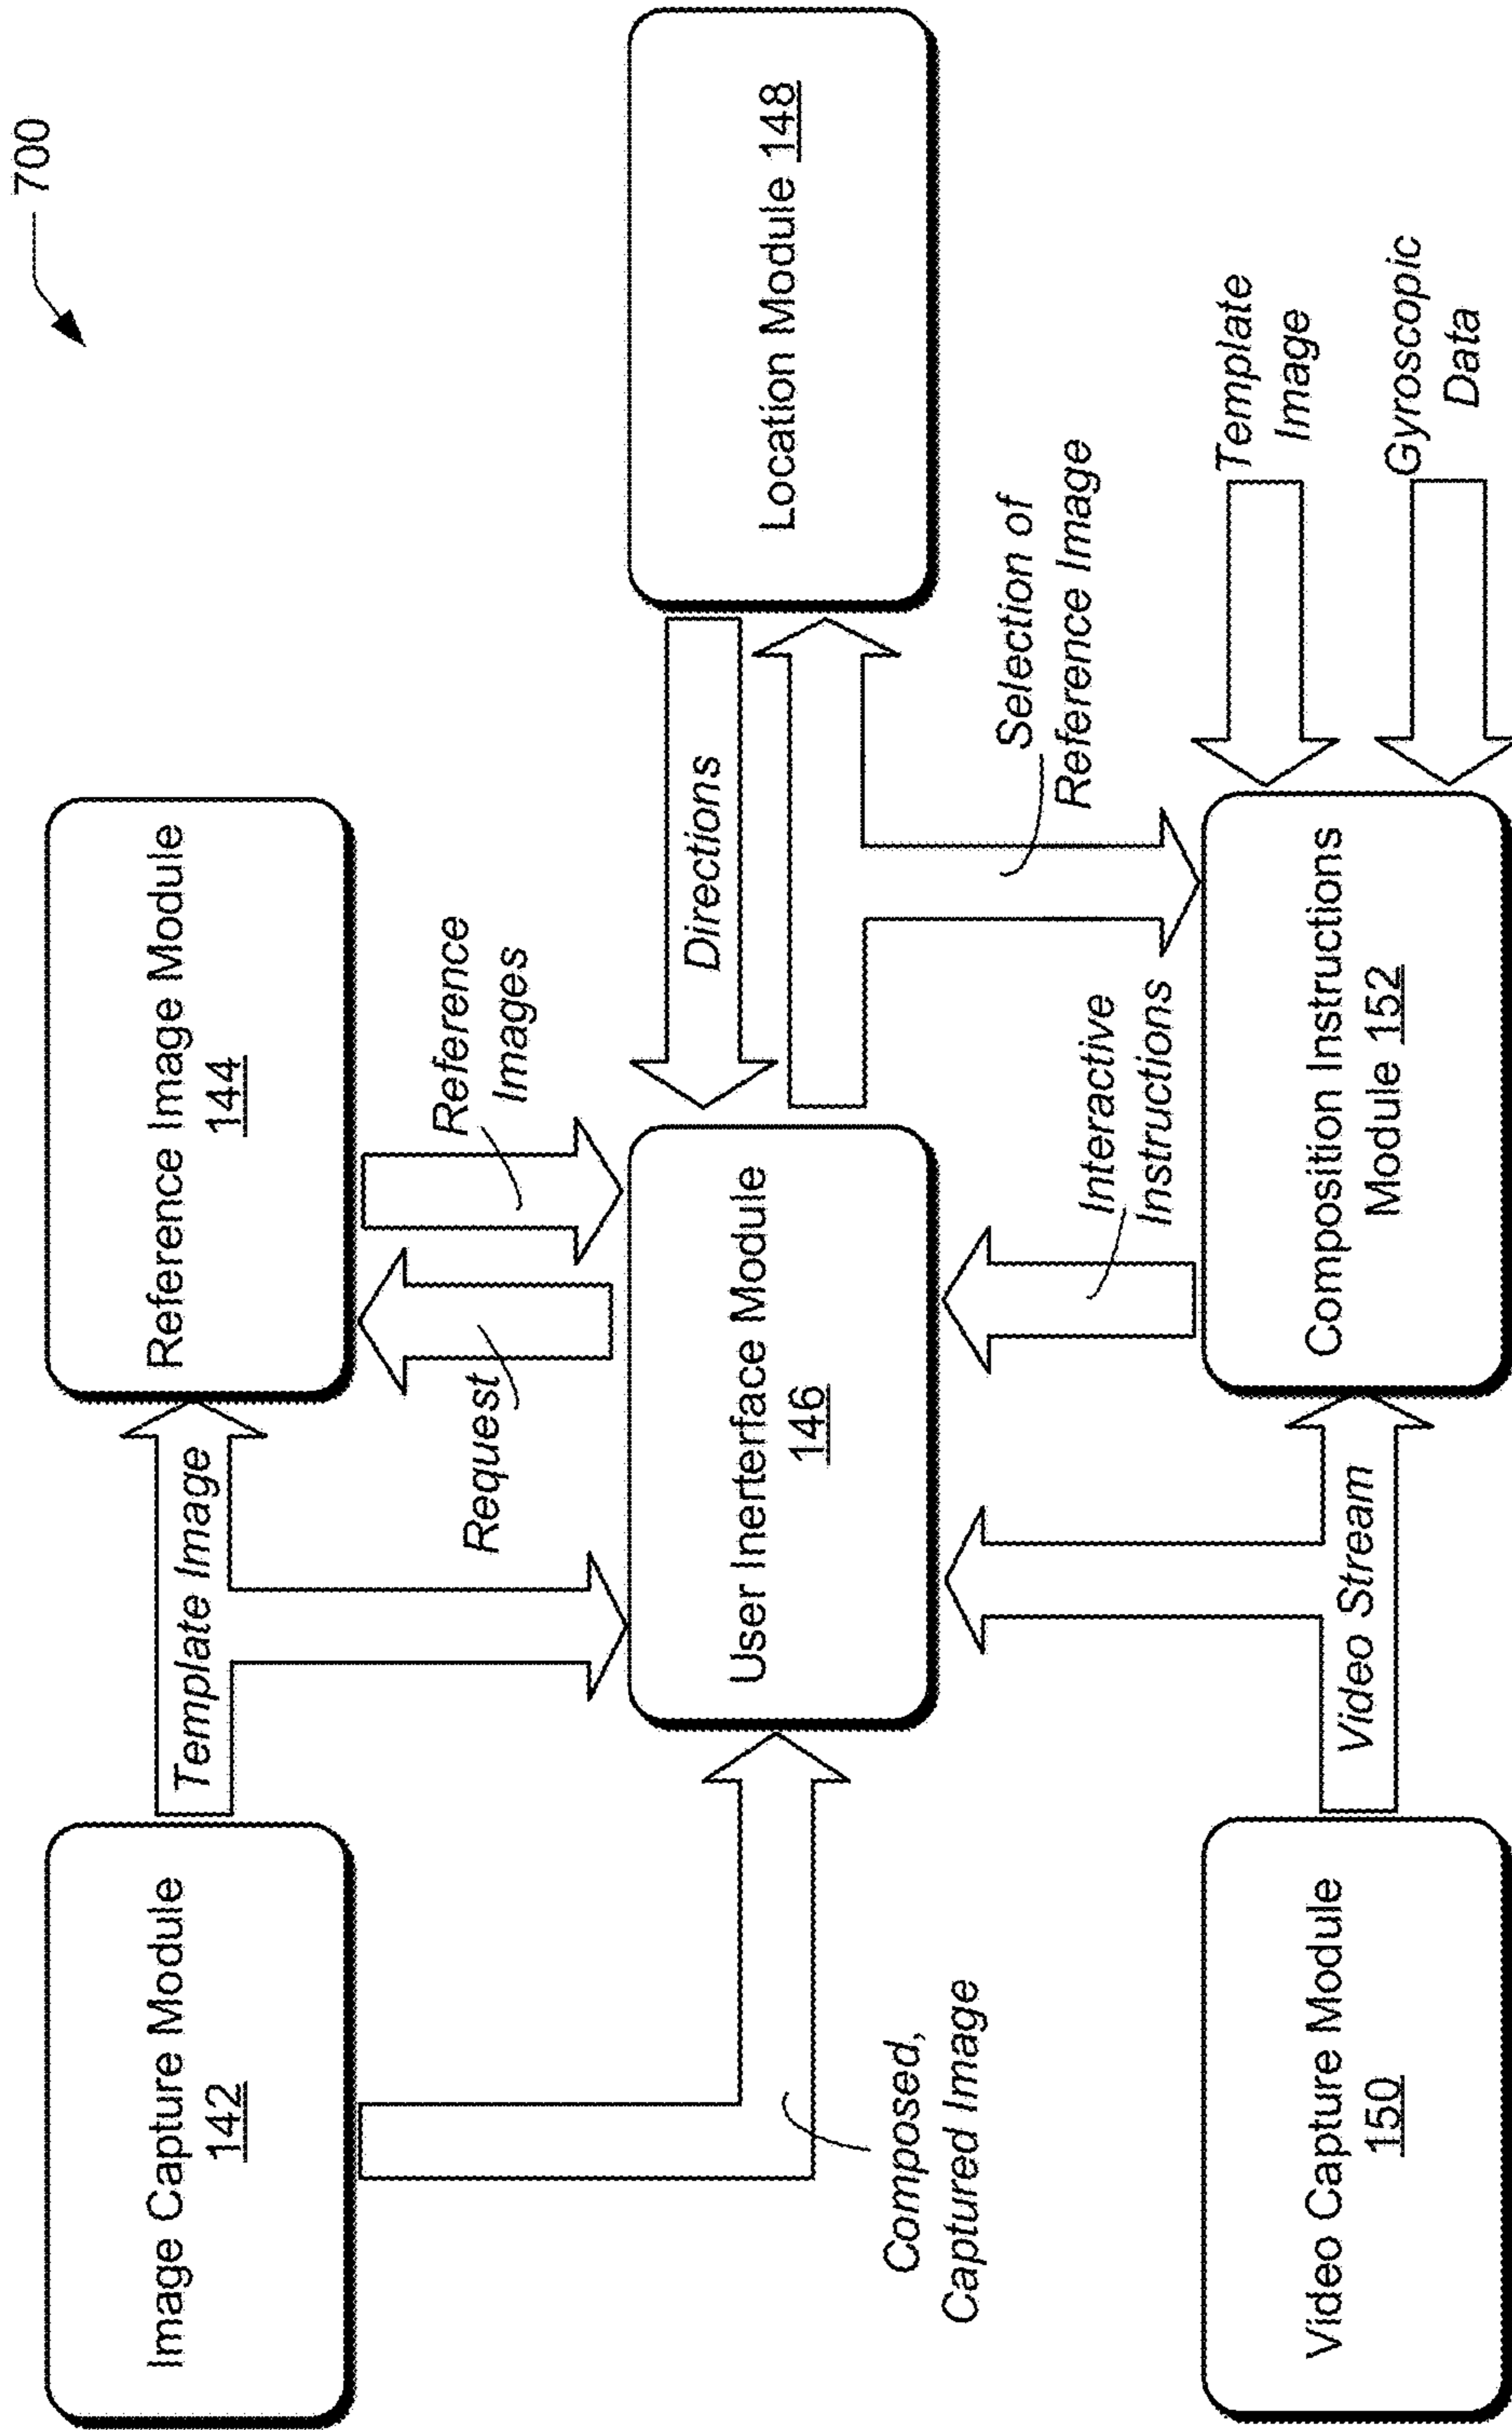 700
Image Capture Module
142
Template Image
Reference Image Module
144
Request
Reference
Images
Composed,
Captured Image
User Inerterface Module
146
Directions
Location Module 148
Selection of
Reference Image
Interactive
Instructions
Video Capture Module
150
Video Stream
Composition Instructions
Module 152
Template
Image
Gyroscopic
Data